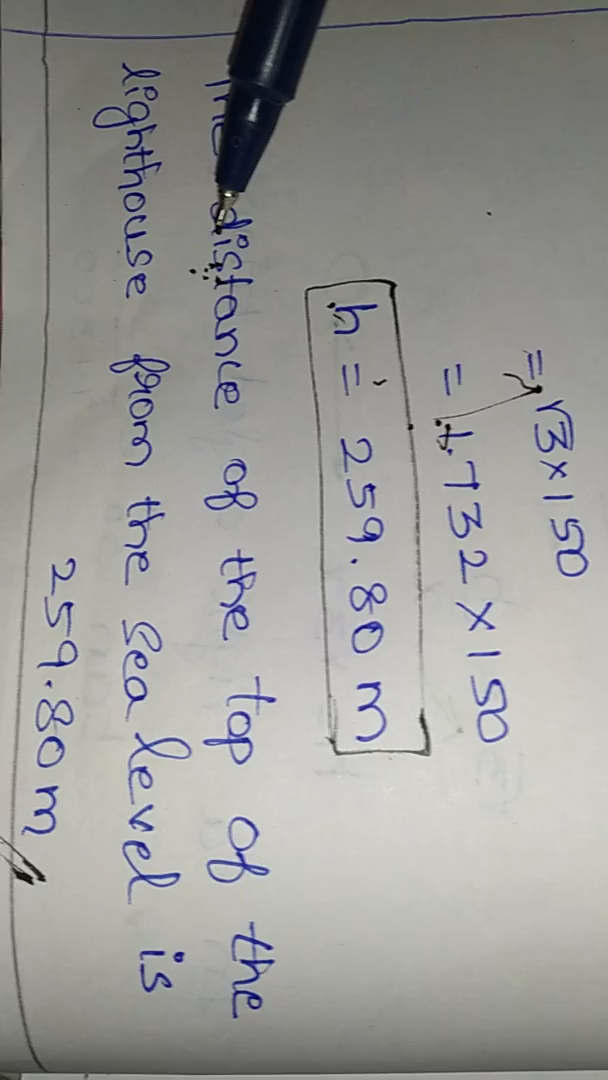 = √3 × 150
= 1.732 × 150
h = 259.80 m
The distance of the top of the
lighthouse from the sea level is
259.80 m